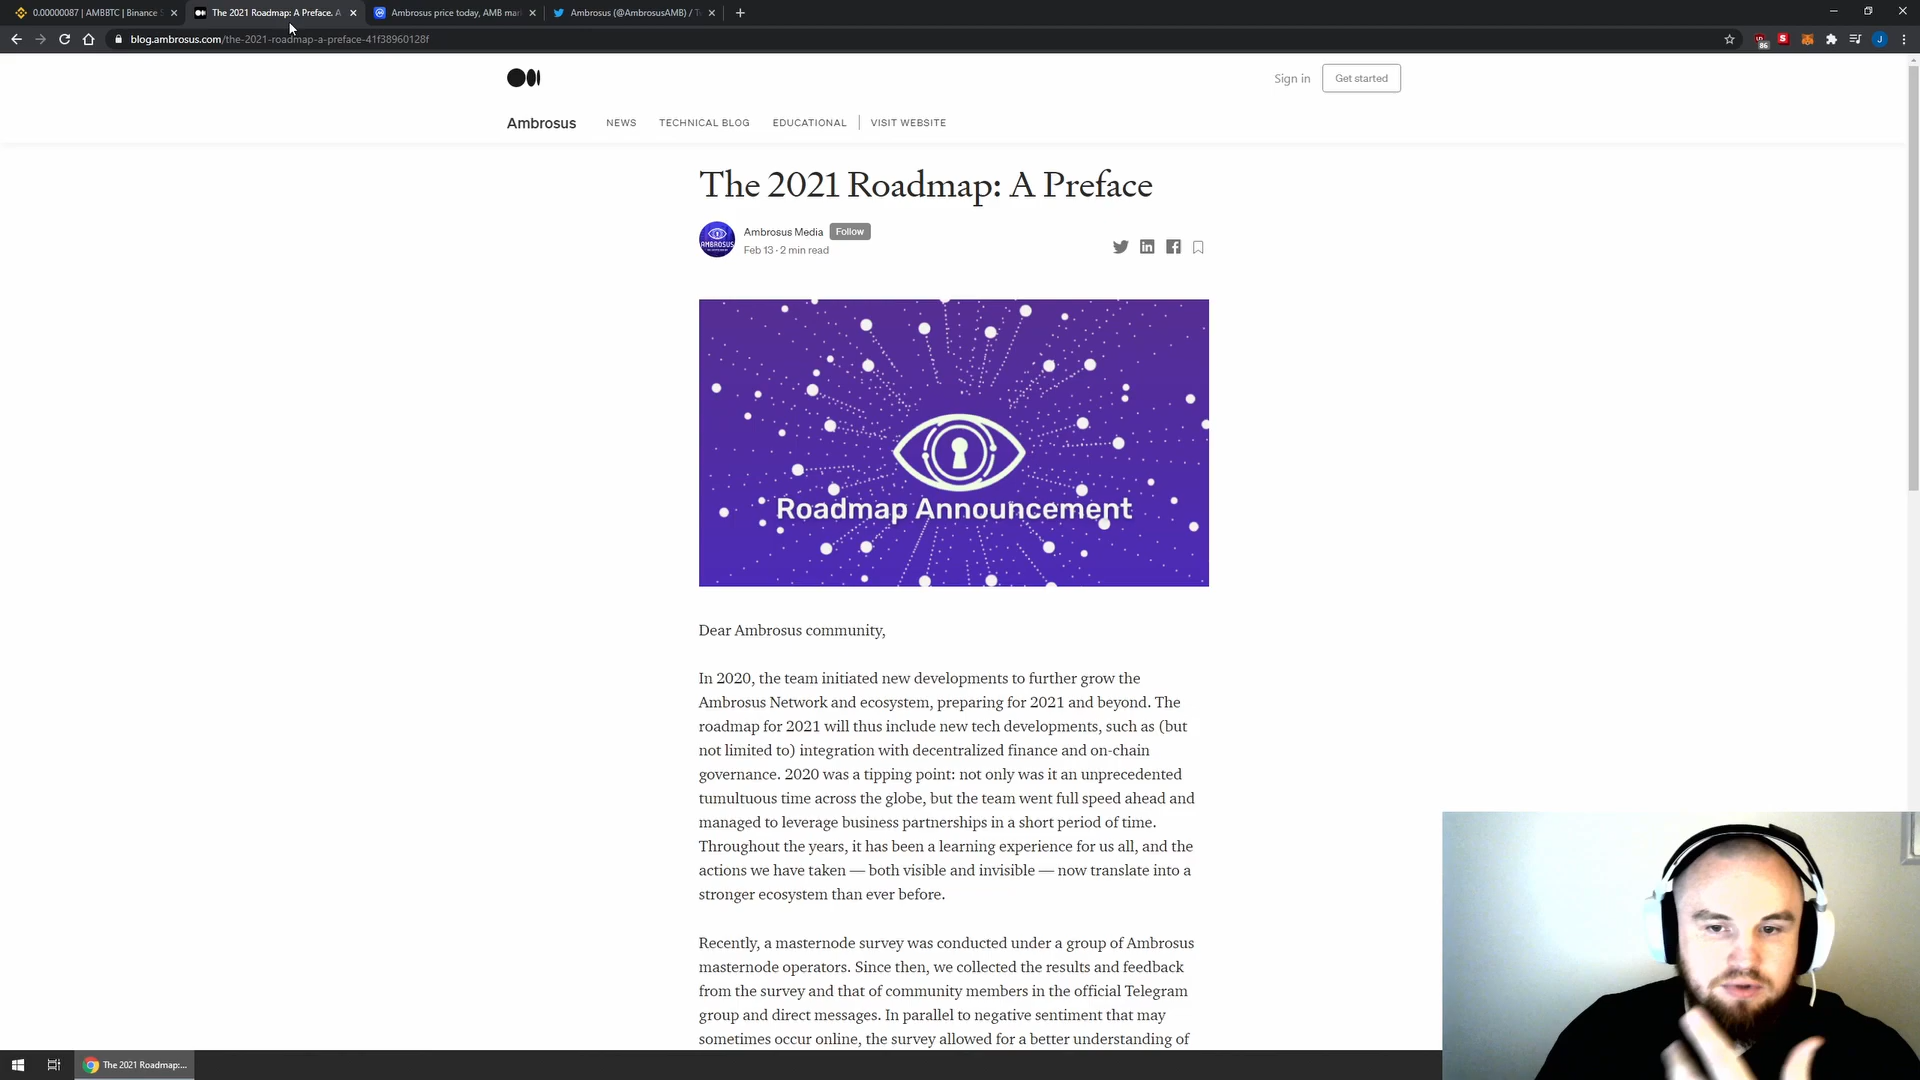 0.00000087 | AMBBTC | Binance S
The 2021 Roadmap: A Preface. A
Ambrosus price today, AMB mar
Ambrosus (@AmbrosusAMB) / T
blog.ambrosus.com/the-2021-roadmap-a-preface-41f38960128f
86
S
J
Sign in
Get started
Ambrosus
NEWS
TECHNICAL BLOG
EDUCATIONAL
VISIT WEBSITE
The 2021 Roadmap: A Preface
Ambrosus Media
Follow
Feb 13 · 2 min read
AMBROSUS
Roadmap Announcement
Dear Ambrosus community,
In 2020, the team initiated new developments to further grow the
Ambrosus Network and ecosystem, preparing for 2021 and beyond. The
roadmap for 2021 will thus include new tech developments, such as (but
not limited to) integration with decentralized finance and on-chain
governance. 2020 was a tipping point: not only was it an unprecedented
tumultuous time across the globe, but the team went full speed ahead and
managed to leverage business partnerships in a short period of time.
Throughout the years, it has been a learning experience for us all, and the
actions we have taken — both visible and invisible — now translate into a
stronger ecosystem than ever before.
Recently, a masternode survey was conducted under a group of Ambrosus
masternode operators. Since then, we collected the results and feedback
from the survey and that of community members in the official Telegram
group and direct messages. In parallel to negative sentiment that may
sometimes occur online, the survey allowed for a better understanding of
The 2021 Roadmap:...